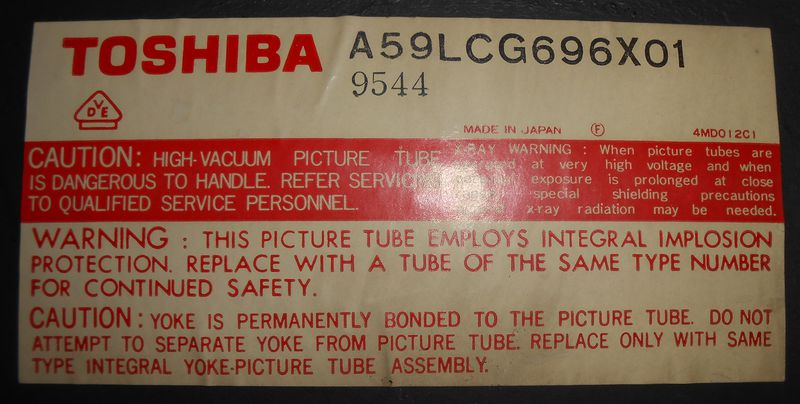 TOSHIBA A59LCG696X01
9544
VDE
MADE IN JAPAN F 4MD012C1
CAUTION: HIGH-VACUUM PICTURE TUBE
IS DANGEROUS TO HANDLE. REFER SERVICING
TO QUALIFIED SERVICE PERSONNEL.
X-RAY WARNING : When picture tubes are
at very high voltage and when
exposure is prolonged at close
special shielding precautions
x-ray radiation may be needed.
WARNING : THIS PICTURE TUBE EMPLOYS INTEGRAL IMPLOSION
PROTECTION. REPLACE WITH A TUBE OF THE SAME TYPE NUMBER
FOR CONTINUED SAFETY.
CAUTION: YOKE IS PERMANENTLY BONDED TO THE PICTURE TUBE. DO NOT
ATTEMPT TO SEPARATE YOKE FROM PICTURE TUBE. REPLACE ONLY WITH SAME
TYPE INTEGRAL YOKE-PICTURE TUBE ASSEMBLY.